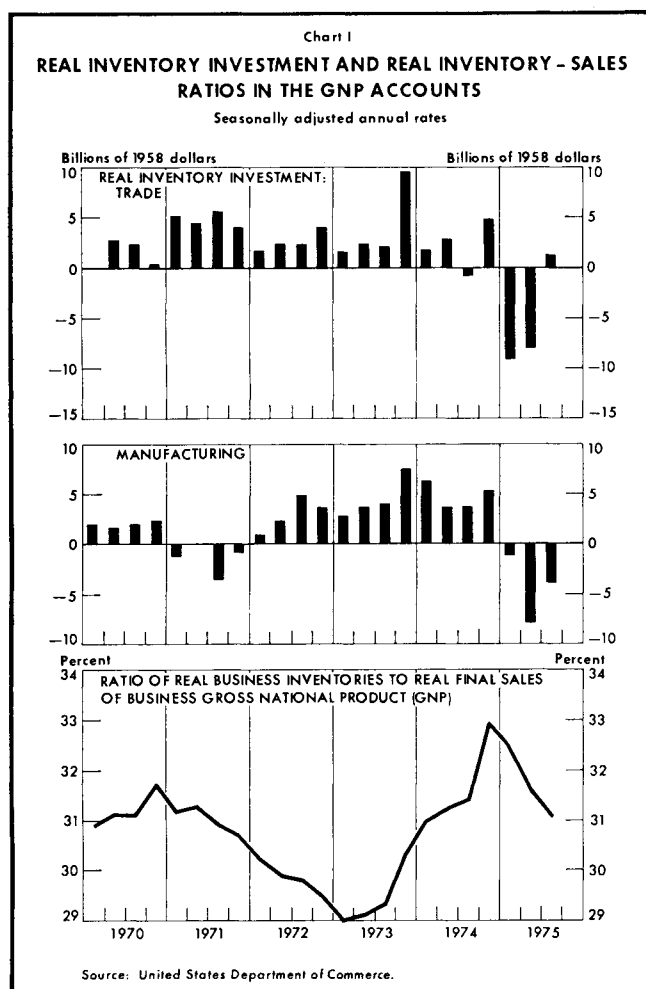 Chart I
REAL INVENTORY INVESTMENT AND REAL INVENTORY – SALES
RATIOS IN THE GNP ACCOUNTS
Seasonally adjusted annual rates
Billions of 1958 dollars Billions of 1958 dollars
10 REAL INVENTORY INVESTMENT: 10
TRADE
5 5
0 0
−5 −5
−10 −10
−15 −15
10 MANUFACTURING 10
5 5
0 0
−5 −5
−10 −10
Percent Percent
34 RATIO OF REAL BUSINESS INVENTORIES TO REAL FINAL SALES 34
OF BUSINESS GROSS NATIONAL PRODUCT (GNP)
33 33
32 32
31 31
30 30
29 29
1970 1971 1972 1973 1974 1975
Source: United States Department of Commerce.